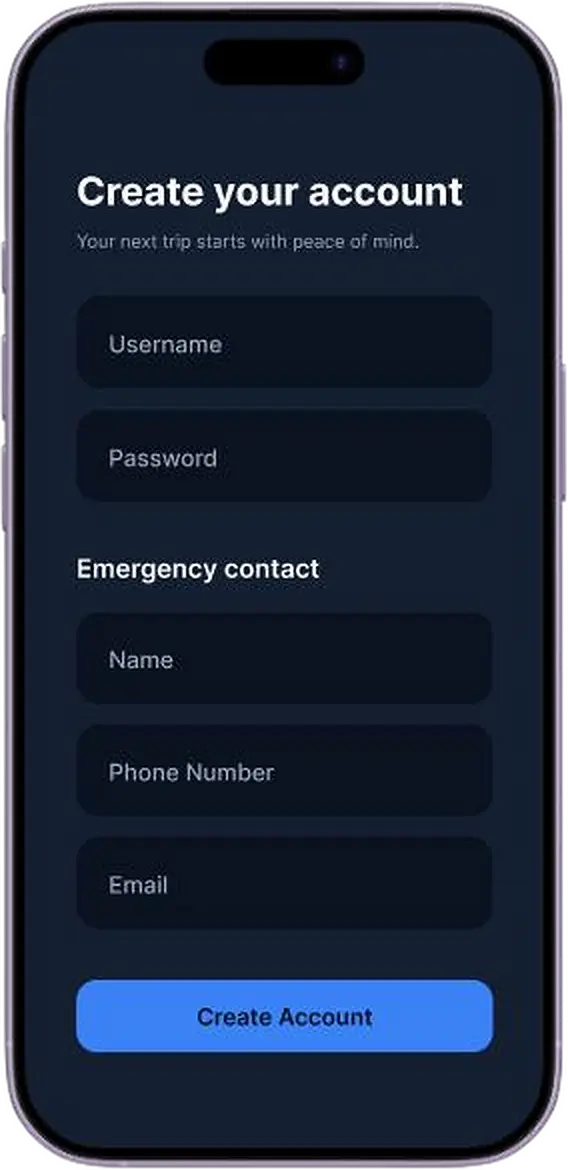 Create your account
Your next trip starts with peace of mind.
Username
Password
Emergency contact
Name
Phone Number
Email
Create Account